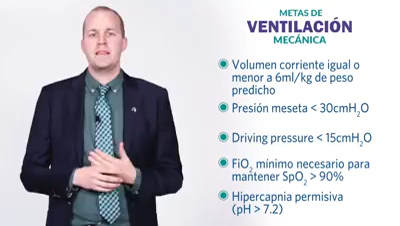 METAS DE
VENTILACIÓN
MECÁNICA
Volumen corriente igual o
menor a 6ml/kg de peso
predicho
Presión meseta < 30cmH₂O
Driving pressure < 15cmH₂O
FiO₂ mínimo necesario para
mantener SpO₂ > 90%
Hipercapnia permisiva
(pH > 7.2)